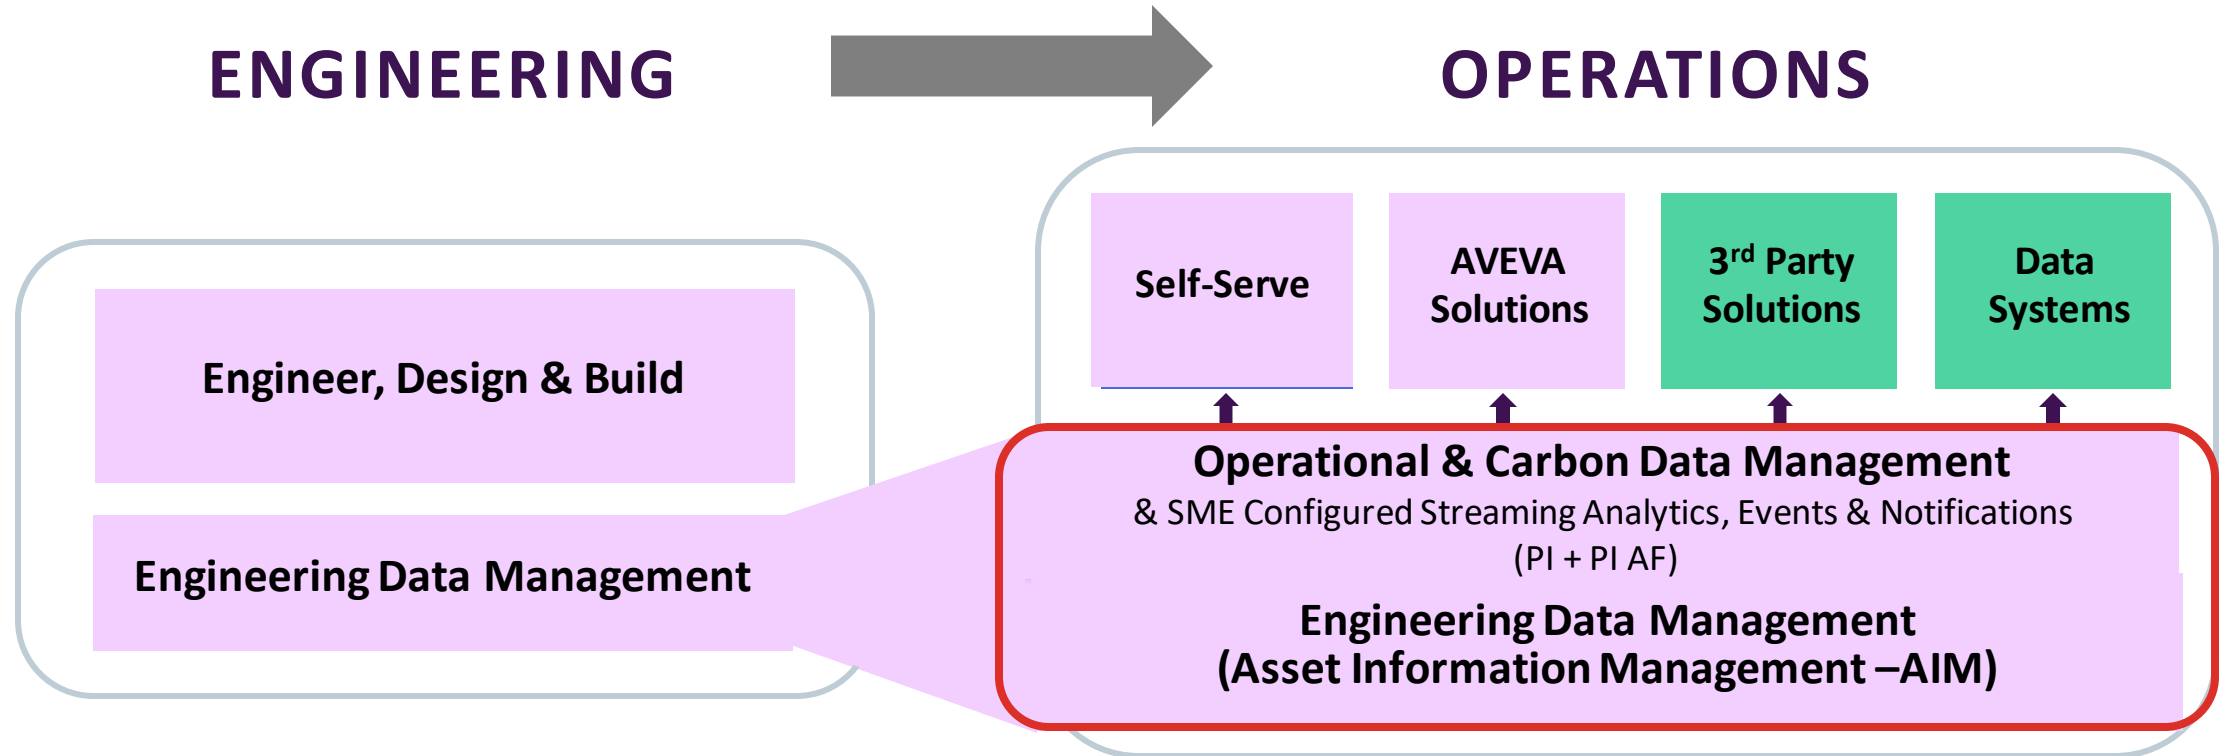 ENGINEERING
OPERATIONS
Engineer, Design & Build
Engineering Data Management
Self-Serve
AVEVA
Solutions
3rd Party
Solutions
Data
Systems
Operational & Carbon Data Management
& SME Configured Streaming Analytics, Events & Notifications
(PI + PI AF)
Engineering Data Management
(Asset Information Management –AIM)